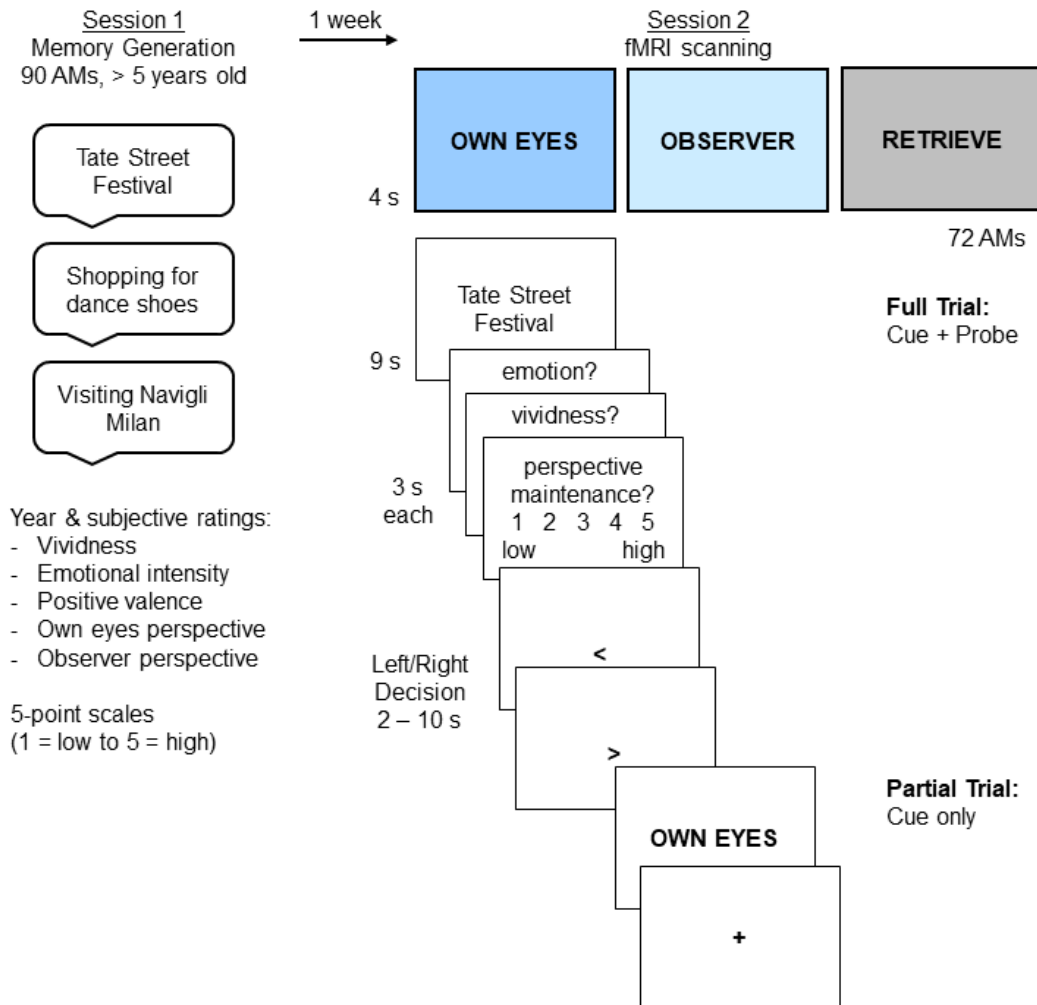 Session 1
Memory Generation
90 AMs, > 5 years old
1 week
Session 2
fMRI scanning
Tate Street
Festival
Shopping for
dance shoes
Visiting Navigli
Milan
Year & subjective ratings:
- Vividness
- Emotional intensity
- Positive valence
- Own eyes perspective
- Observer perspective
5-point scales
(1 = low to 5 = high)
OWN EYES
OBSERVER
RETRIEVE
4 s
72 AMs
Tate Street
Festival
Full Trial:
Cue + Probe
9 s
emotion?
vividness?
perspective
maintenance?
1 2 3 4 5
low high
3 s
each
<
Left/Right
Decision
2 – 10 s
>
OWN EYES
Partial Trial:
Cue only
+